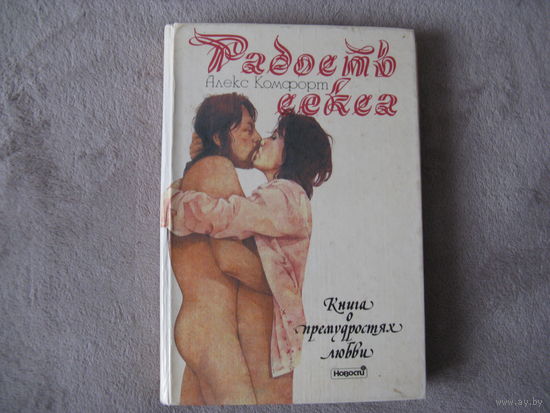 Радость
Алекс Комфорт
секса
Книга
о
премудростях
любви
Новости
www.ay.by